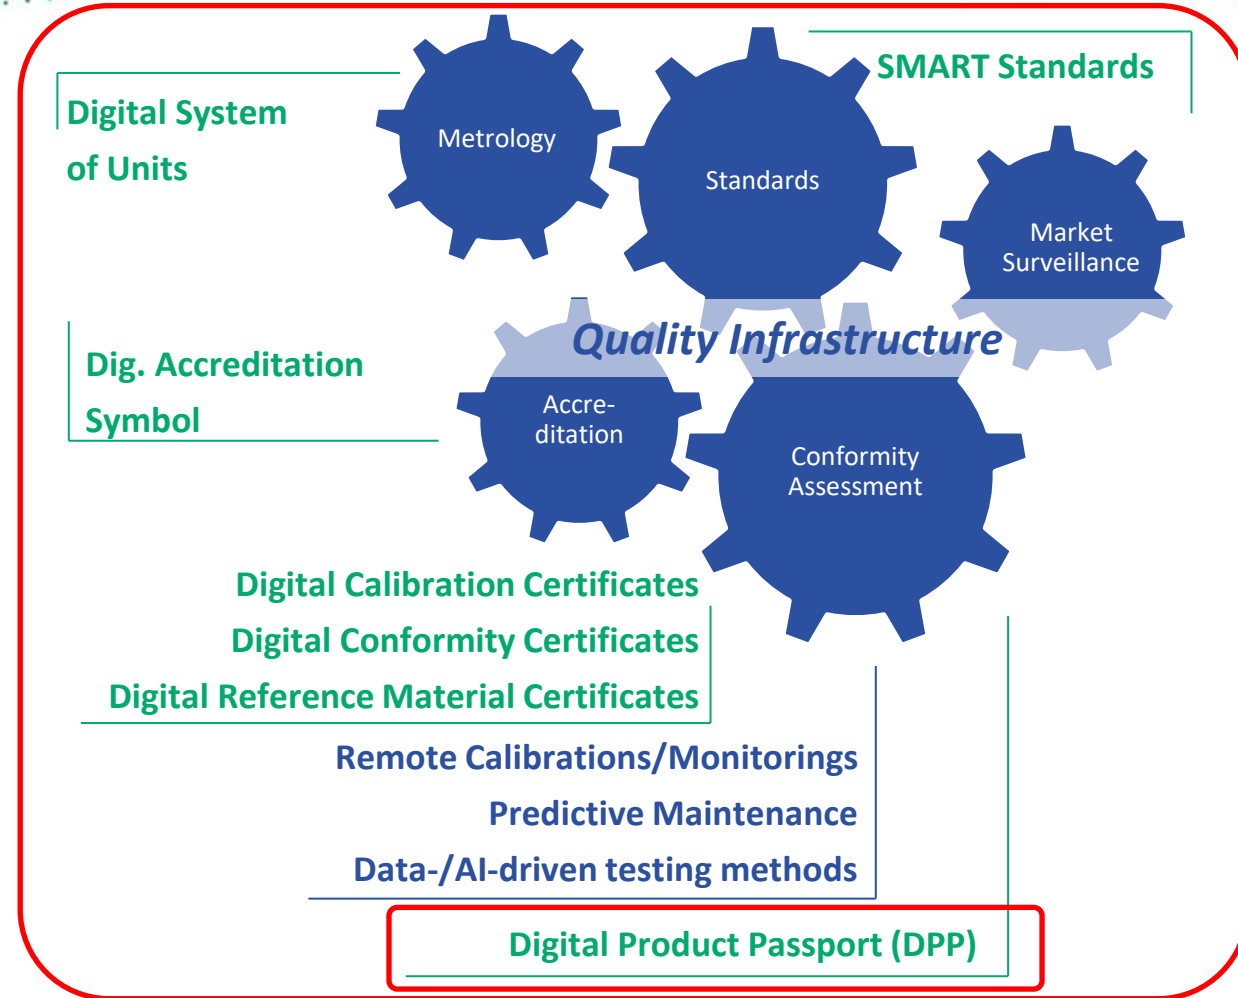 SMART Standards
Digital System
of Units
Metrology
Standards
Market
Surveillance
Quality Infrastructure
Dig. Accreditation
Symbol
Accre-
ditation
Conformity
Assessment
Digital Calibration Certificates
Digital Conformity Certificates
Digital Reference Material Certificates
Remote Calibrations/Monitorings
Predictive Maintenance
Data-/AI-driven testing methods
Digital Product Passport (DPP)